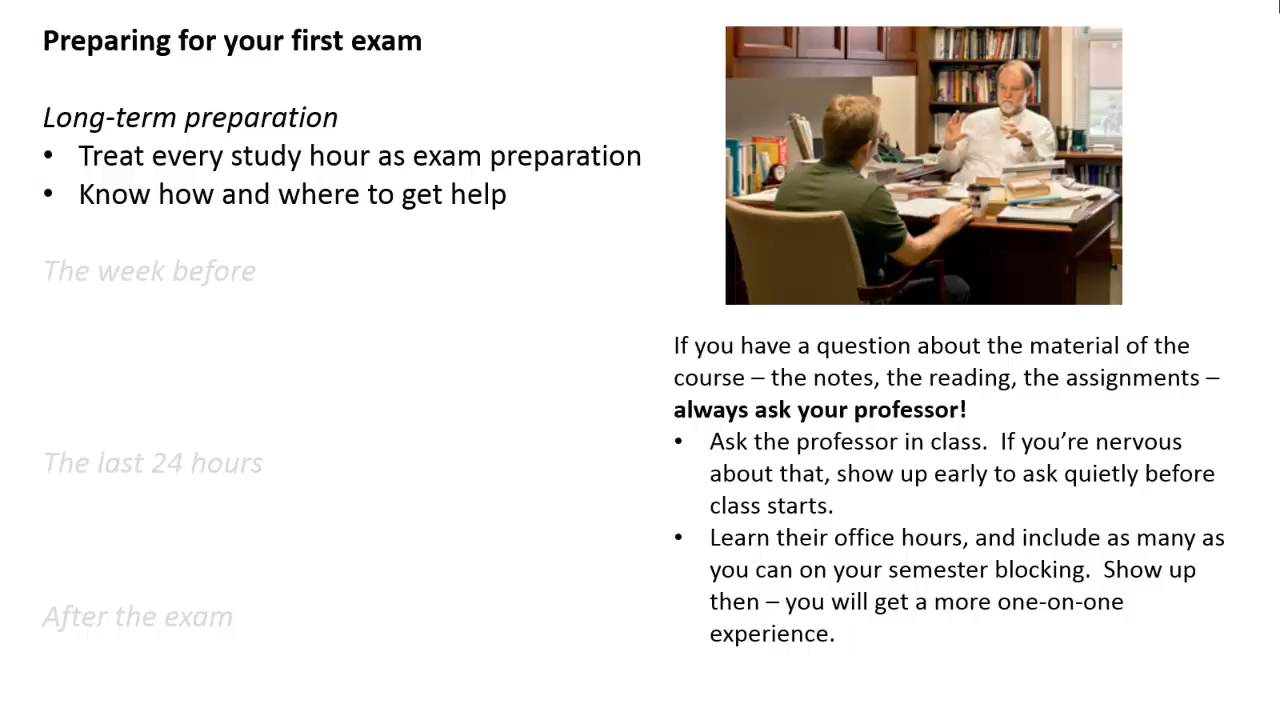 Preparing for your first exam
Long-term preparation
• Treat every study hour as exam preparation
• Know how and where to get help
The week before
The last 24 hours
After the exam
If you have a question about the material of the
course – the notes, the reading, the assignments –
always ask your professor!
• Ask the professor in class.  If you’re nervous
about that, show up early to ask quietly before
class starts.
• Learn their office hours, and include as many as
you can on your semester blocking.  Show up
then – you will get a more one-on-one
experience.